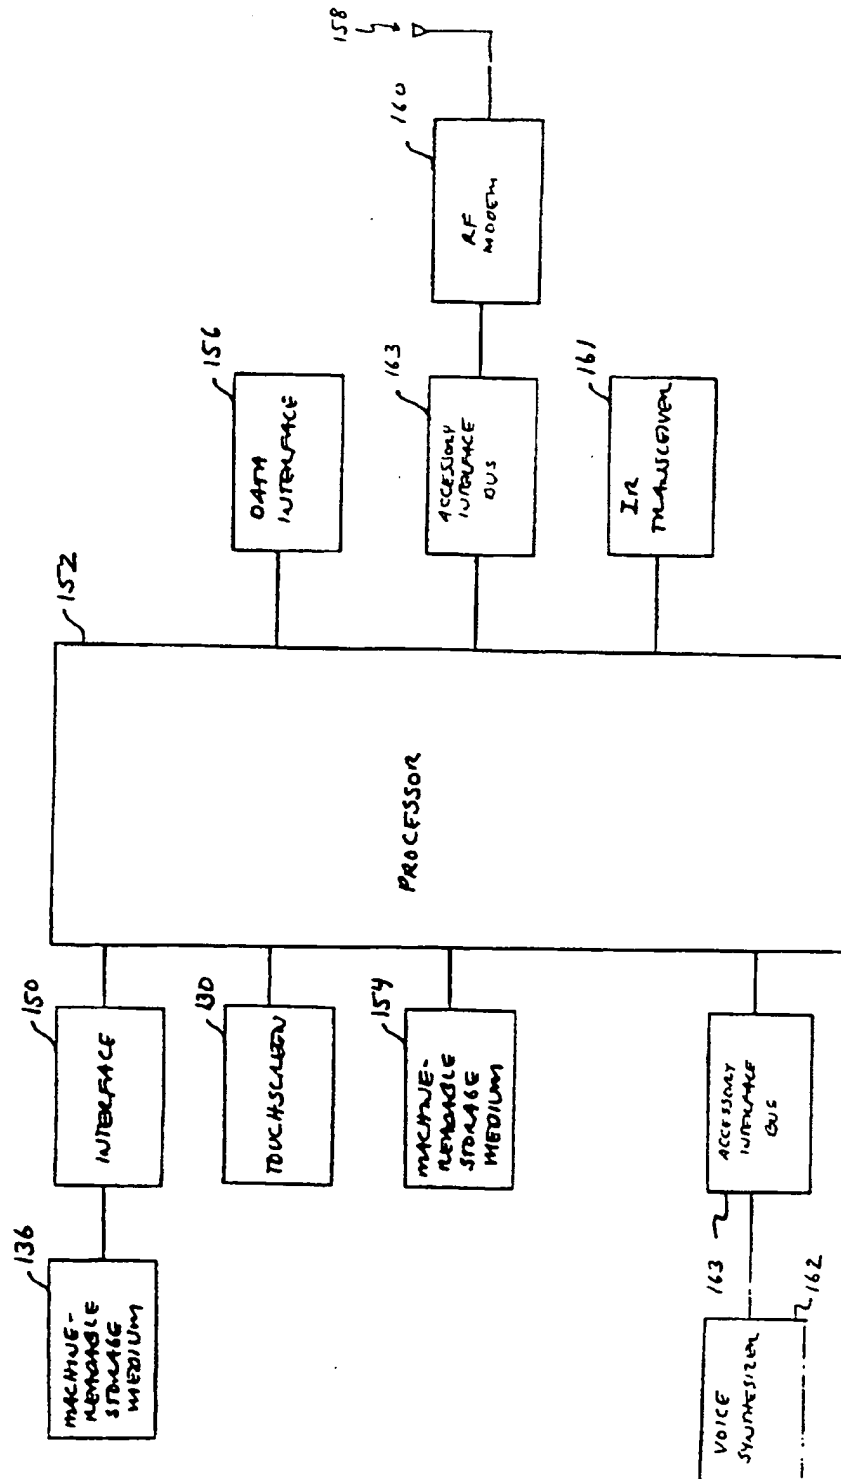 136
MACHINE-
READABLE
STORAGE
MEDIUM
150
INTERFACE
130
TOUCHSCREEN
154
MACHINE-
READABLE
STORAGE
MEDIUM
162
VOICE
SYNTHESIZER
163
ACCESSORY
INTERFACE
BUS
152
PROCESSOR
156
DATA
INTERFACE
163
ACCESSORY
INTERFACE
BUS
161
IR
TRANSCEIVER
160
RF
MODEM
158